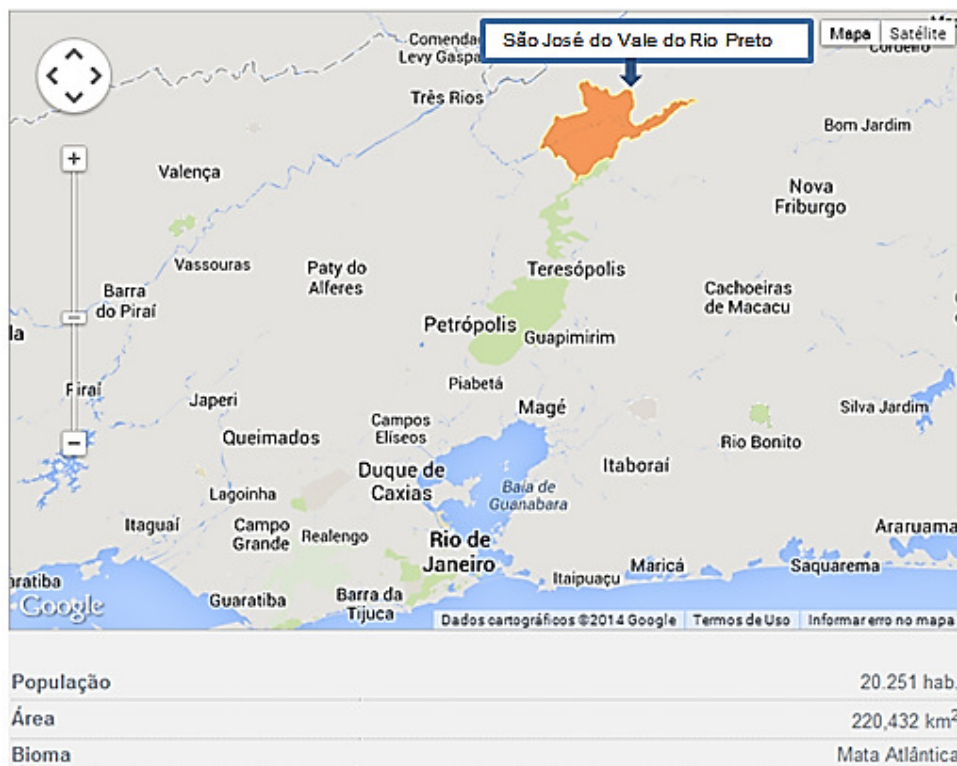 Comendador
Levy Gaspa
São José do Vale do Rio Preto
Mapa
Satélite
Cordeiro
Três Rios
Bom Jardim
Valença
Nova
Friburgo
Vassouras
Paty do
Alferes
Teresópolis
Barra
do Piraí
Cachoeiras
de Macacu
la
Petrópolis
Guapimirim
Piraí
Piabetá
Japeri
Magé
Silva Jardim
Campos
Elíseos
Queimados
Rio Bonito
Duque de
Caxias
Itaboraí
Lagoinha
Baía de
Guanabara
Itaguaí
Campo
Grande
Realengo
Rio de
Janeiro
Araruama
Maricá
Saquarema
Itaipuaçu
aratiba
Google
Guaratiba
Barra da
Tijuca
Dados cartográficos ©2014 Google
Termos de Uso
Informar erro no mapa
População 20.251 hab.
Área 220,432 km²
Bioma Mata Atlântica